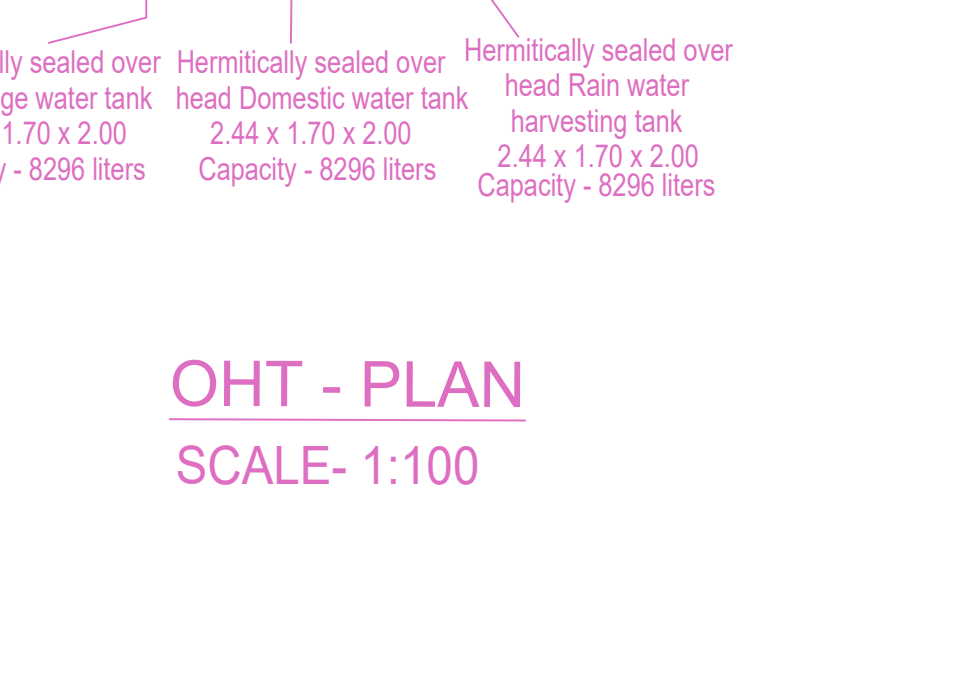 sealed over
water tank
1.70 x 2.00
- 8296 liters
Hermitically sealed over
head Domestic water tank
2.44 x 1.70 x 2.00
Capacity - 8296 liters
Hermitically sealed over
head Rain water
harvesting tank
2.44 x 1.70 x 2.00
Capacity - 8296 liters
OHT - PLAN
SCALE- 1:100